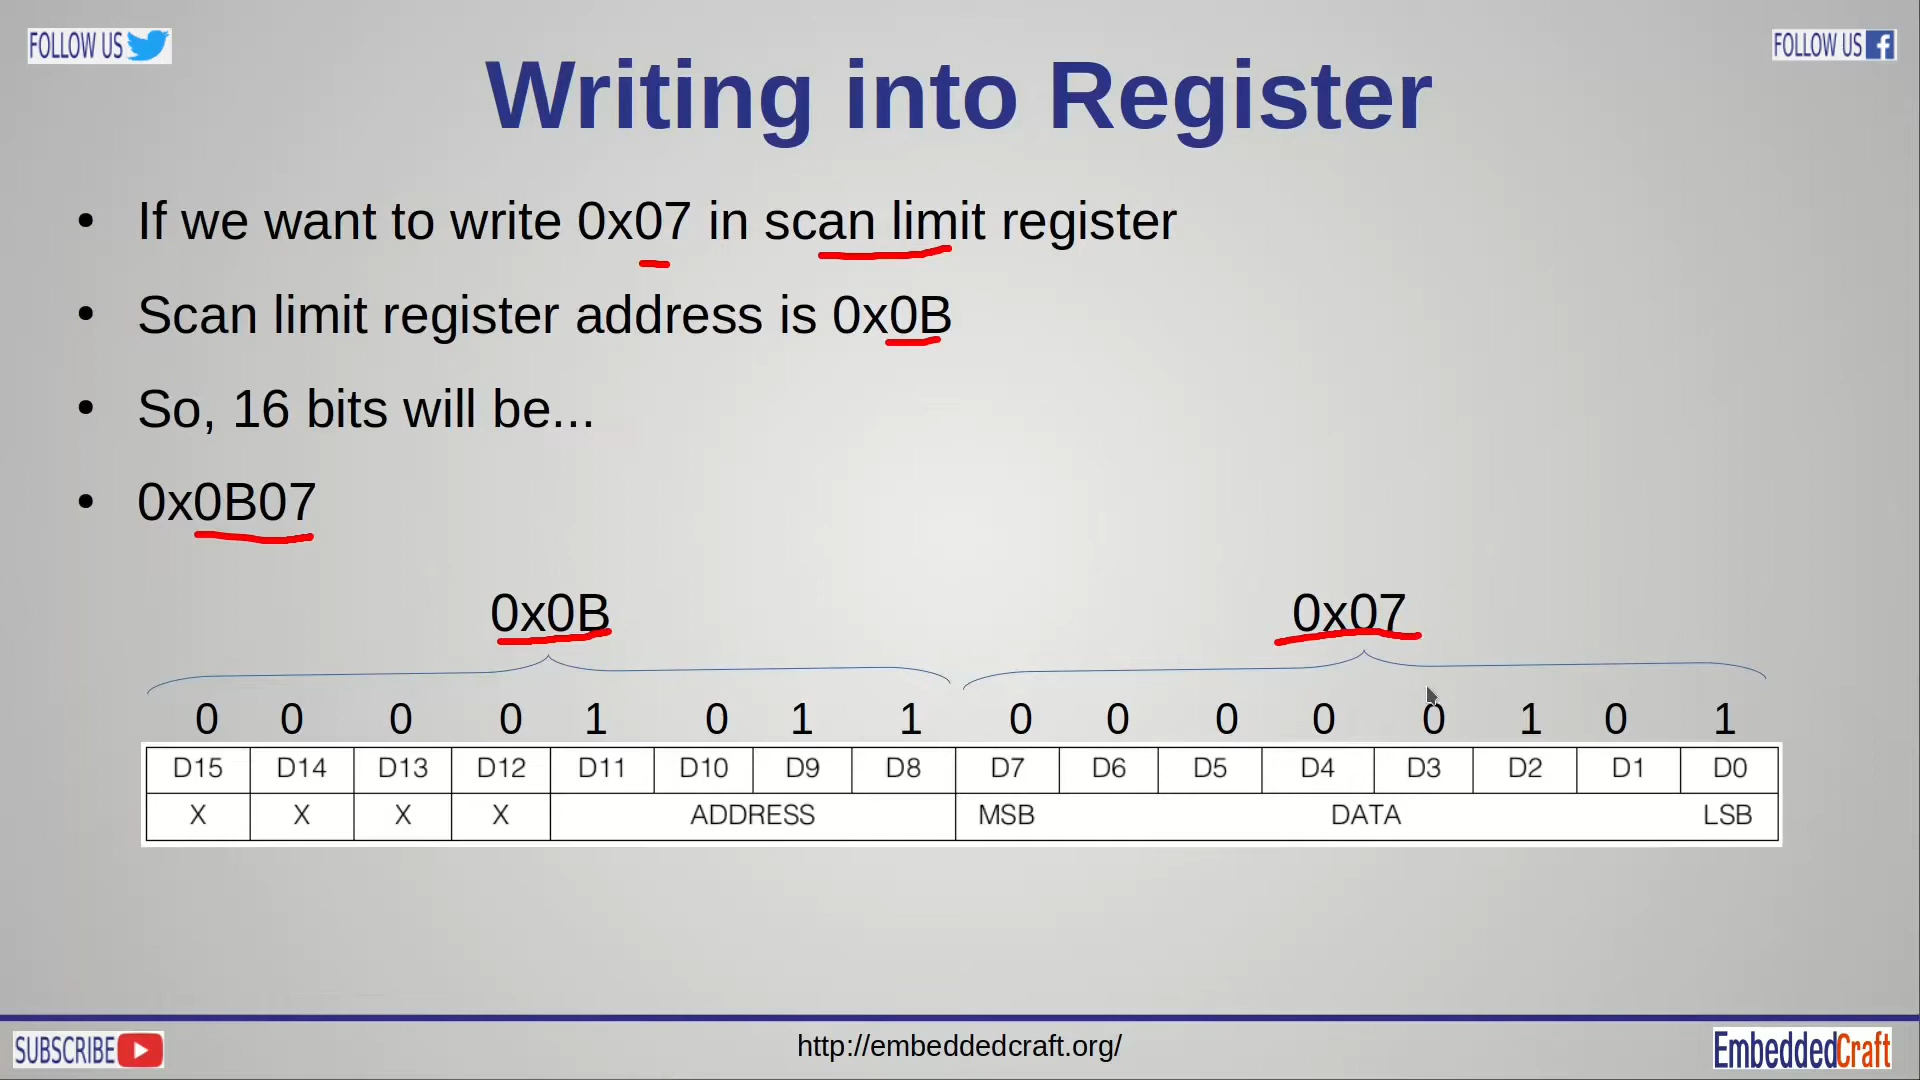 FOLLOW US
FOLLOW US
Writing into Register
• If we want to write 0x07 in scan limit register
• Scan limit register address is 0x0B
• So, 16 bits will be...
• 0x0B07
0x0B 0x07
0 0 0 0 1 0 1 1 0 0 0 0 0 1 0 1
D15 D14 D13 D12 D11 D10 D9 D8 D7 D6 D5 D4 D3 D2 D1 D0
X X X X ADDRESS MSB DATA LSB
SUBSCRIBE
http://embeddedcraft.org/
EmbeddedCraft